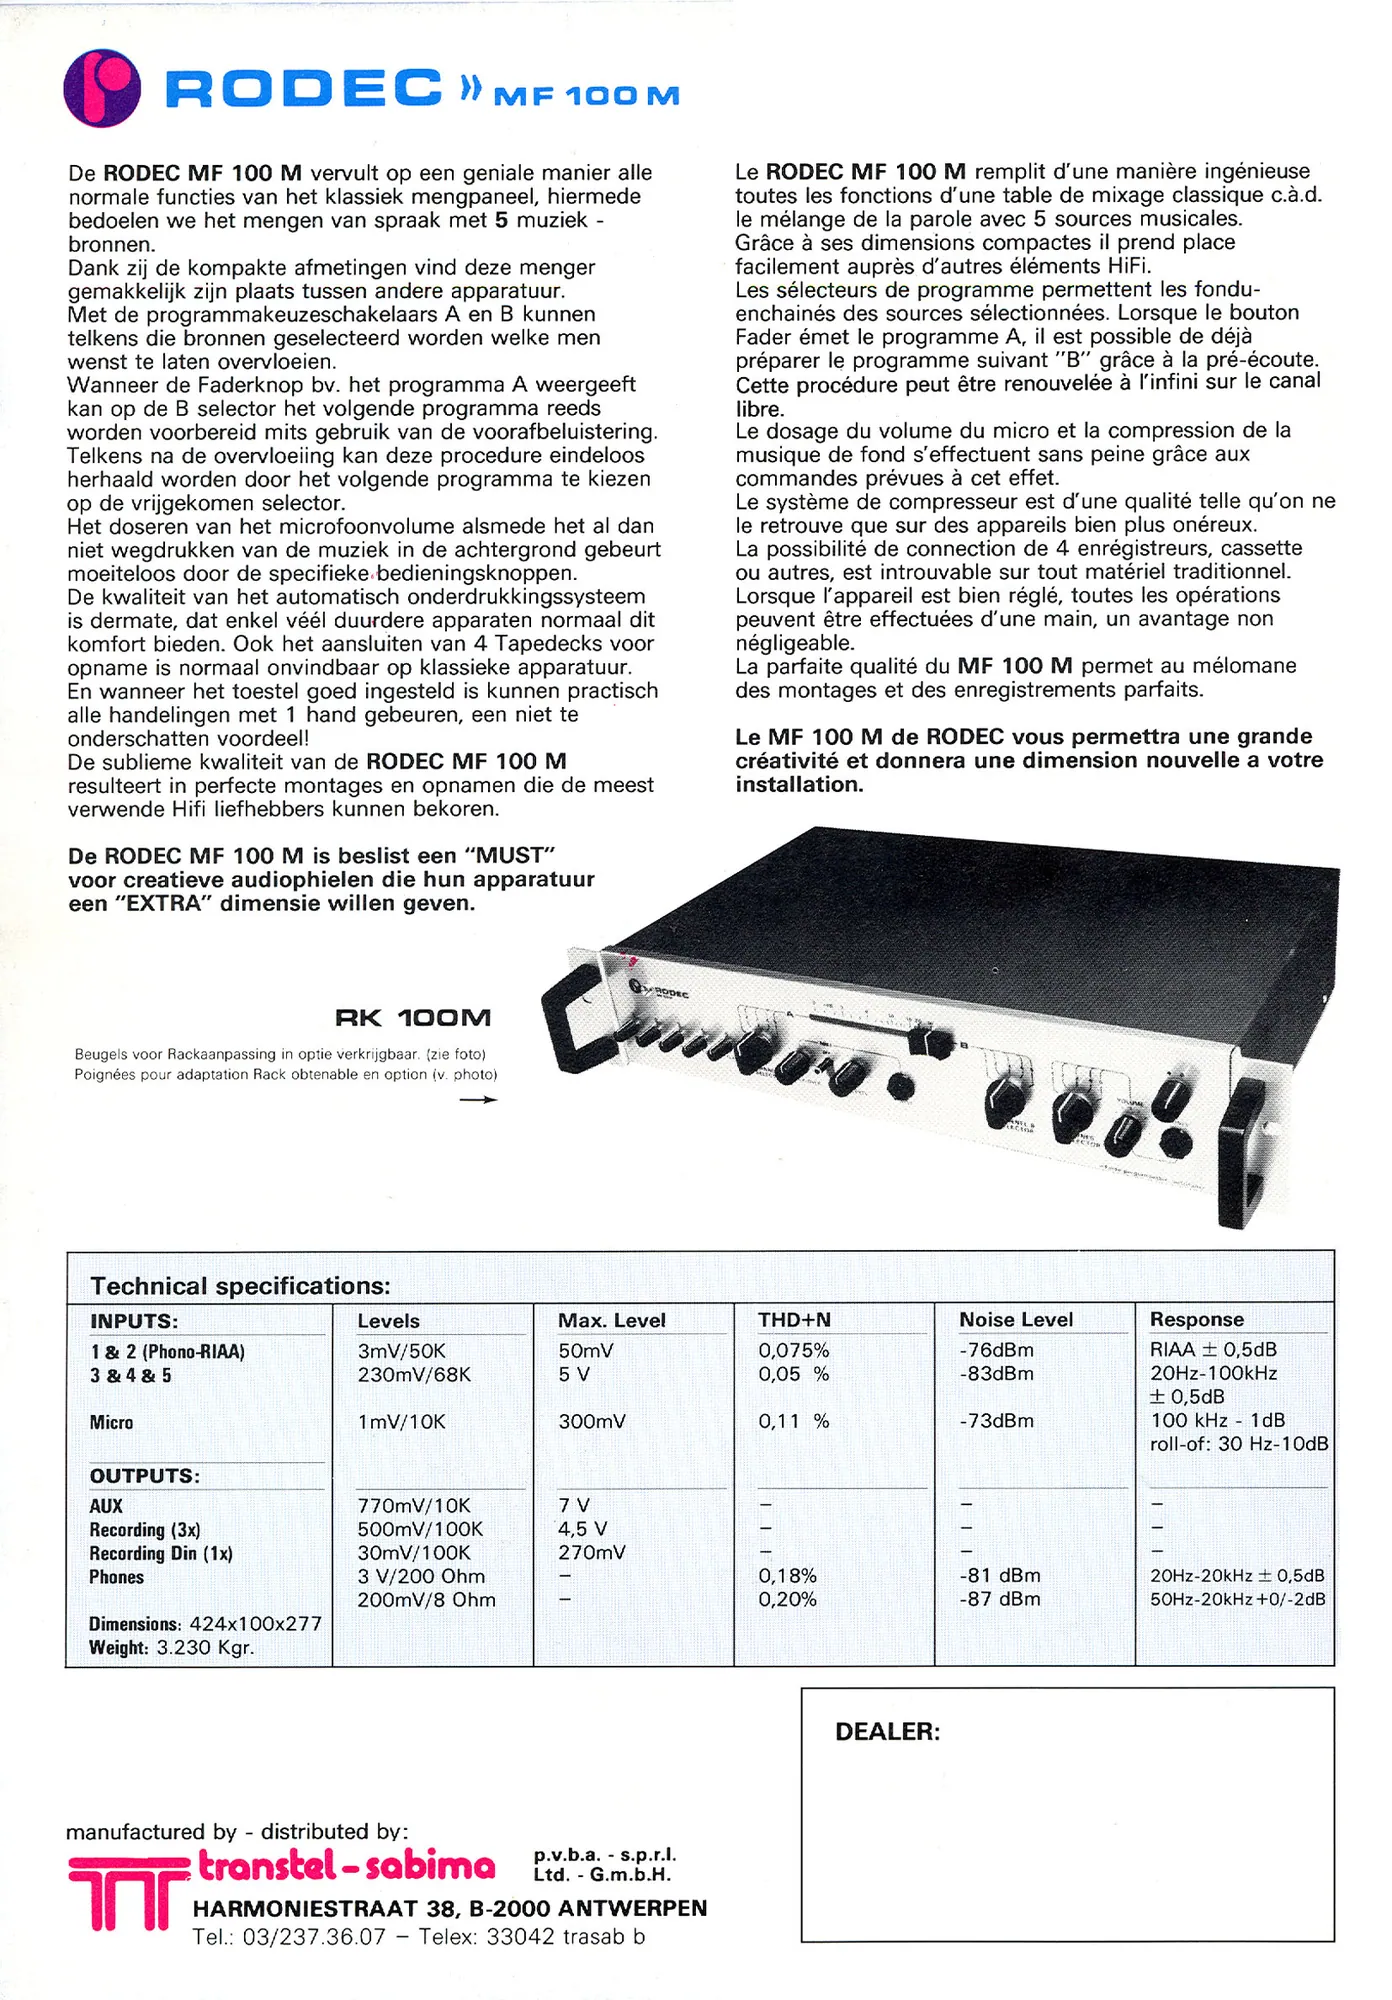 RODEC » MF 100 M
De RODEC MF 100 M vervult op een geniale manier alle
normale functies van het klassiek mengpaneel, hiermede
bedoelen we het mengen van spraak met 5 muziek -
bronnen.
Dank zij de kompakte afmetingen vind deze menger
gemakkelijk zijn plaats tussen andere apparatuur.
Met de programmakeuzeschakelaars A en B kunnen
telkens die bronnen geselecteerd worden welke men
wenst te laten overvloeien.
Wanneer de Faderknop bv. het programma A weergeeft
kan op de B selector het volgende programma reeds
worden voorbereid mits gebruik van de voorafbeluistering.
Telkens na de overvloeiing kan deze procedure eindeloos
herhaald worden door het volgende programma te kiezen
op de vrijgekomen selector.
Het doseren van het microfoonvolume alsmede het al dan
niet wegdrukken van de muziek in de achtergrond gebeurt
moeiteloos door de specifieke bedieningsknoppen.
De kwaliteit van het automatisch onderdrukkingssysteem
is dermate, dat enkel véél duurdere apparaten normaal dit
komfort bieden. Ook het aansluiten van 4 Tapedecks voor
opname is normaal onvindbaar op klassieke apparatuur.
En wanneer het toestel goed ingesteld is kunnen practisch
alle handelingen met 1 hand gebeuren, een niet te
onderschatten voordeel!
De sublieme kwaliteit van de RODEC MF 100 M
resulteert in perfecte montages en opnamen die de meest
verwende Hifi liefhebbers kunnen bekoren.
De RODEC MF 100 M is beslist een "MUST"
voor creatieve audiophielen die hun apparatuur
een "EXTRA" dimensie willen geven.
Le RODEC MF 100 M remplit d'une manière ingénieuse
toutes les fonctions d'une table de mixage classique c.à.d.
le mélange de la parole avec 5 sources musicales.
Grâce à ses dimensions compactes il prend place
facilement auprès d'autres éléments HiFi.
Les sélecteurs de programme permettent les fondu-
enchainés des sources sélectionnées. Lorsque le bouton
Fader émet le programme A, il est possible de déjà
préparer le programme suivant "B" grâce à la pré-écoute.
Cette procédure peut être renouvelée à l'infini sur le canal
libre.
Le dosage du volume du micro et la compression de la
musique de fond s'effectuent sans peine grâce aux
commandes prévues à cet effet.
Le système de compresseur est d'une qualité telle qu'on ne
le retrouve que sur des appareils bien plus onéreux.
La possibilité de connection de 4 enrégistreurs, cassette
ou autres, est introuvable sur tout matériel traditionnel.
Lorsque l'appareil est bien réglé, toutes les opérations
peuvent être effectuées d'une main, un avantage non
négligeable.
La parfaite qualité du MF 100 M permet au mélomane
des montages et des enregistrements parfaits.
Le MF 100 M de RODEC vous permettra une grande
créativité et donnera une dimension nouvelle a votre
installation.
RK 100M
Beugels voor Rackaanpassing in optie verkrijgbaar. (zie foto)
Poignées pour adaptation Rack obtenable en option (v. photo)
RODEC
A
B
VOLUME
Technical specifications:
INPUTS: Levels Max. Level THD+N Noise Level Response
1 & 2 (Phono-RIAA) 3mV/50K 50mV 0,075% -76dBm RIAA ± 0,5dB
3 & 4 & 5 230mV/68K 5 V 0,05 % -83dBm 20Hz-100kHz
± 0,5dB
Micro 1mV/10K 300mV 0,11 % -73dBm 100 kHz - 1dB
roll-of: 30 Hz-10dB
OUTPUTS:
AUX 770mV/10K 7 V – – –
Recording (3x) 500mV/100K 4,5 V – – –
Recording Din (1x) 30mV/100K 270mV – – –
Phones 3 V/200 Ohm – 0,18% -81 dBm 20Hz-20kHz ± 0,5dB
200mV/8 Ohm – 0,20% -87 dBm 50Hz-20kHz +0/-2dB
Dimensions: 424x100x277
Weight: 3.230 Kgr.
DEALER:
manufactured by - distributed by:
transtel - sabima p.v.b.a. - s.p.r.l.
Ltd. - G.m.b.H.
HARMONIESTRAAT 38, B-2000 ANTWERPEN
Tel.: 03/237.36.07 – Telex: 33042 trasab b